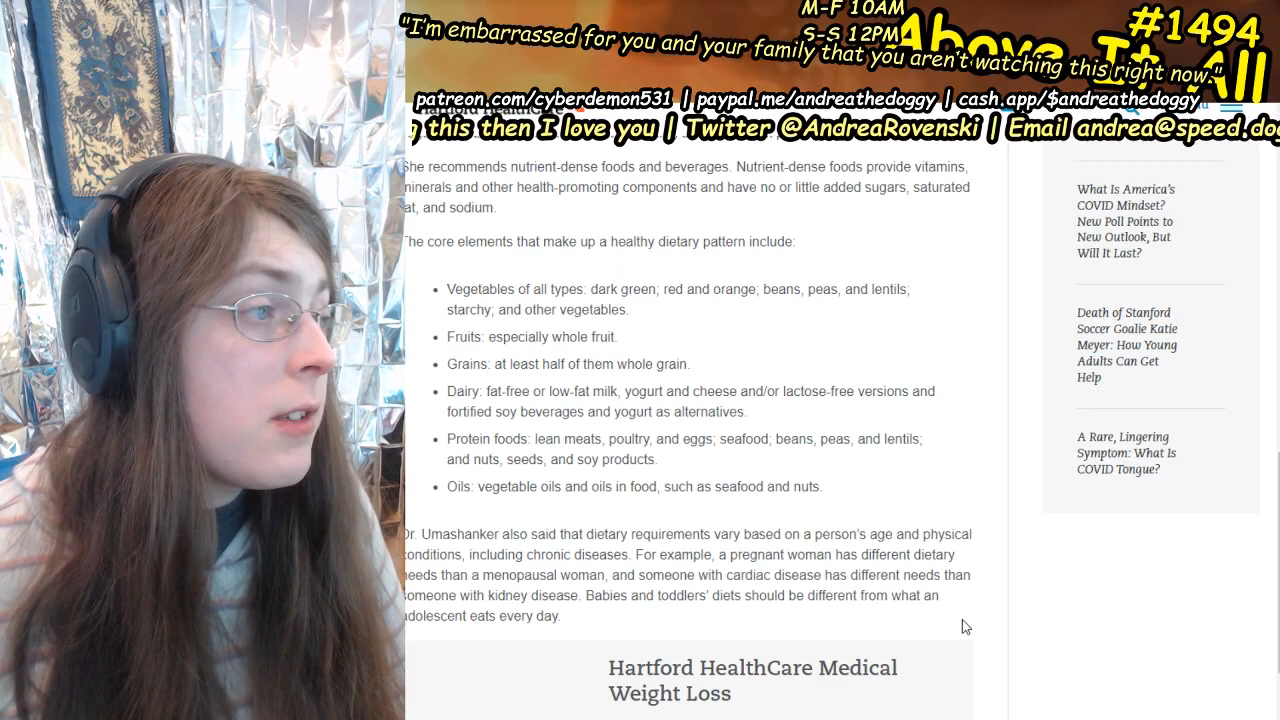 M-F 10AM
S-S 12PM
Above It All
#1494
"I'm embarrassed for you and your family that you aren't watching this right now."
patreon.com/cyberdemon531 | paypal.me/andreathedoggy | cash.app/$andreathedoggy
g this then I love you | Twitter @AndreaRovenski | Email andrea@speed.dog
She recommends nutrient-dense foods and beverages. Nutrient-dense foods provide vitamins,
minerals and other health-promoting components and have no or little added sugars, saturated
fat, and sodium.
The core elements that make up a healthy dietary pattern include:
• Vegetables of all types: dark green; red and orange; beans, peas, and lentils;
starchy; and other vegetables.
• Fruits: especially whole fruit.
• Grains: at least half of them whole grain.
• Dairy: fat-free or low-fat milk, yogurt and cheese and/or lactose-free versions and
fortified soy beverages and yogurt as alternatives.
• Protein foods: lean meats, poultry, and eggs; seafood; beans, peas, and lentils;
and nuts, seeds, and soy products.
• Oils: vegetable oils and oils in food, such as seafood and nuts.
Dr. Umashanker also said that dietary requirements vary based on a person's age and physical
conditions, including chronic diseases. For example, a pregnant woman has different dietary
needs than a menopausal woman, and someone with cardiac disease has different needs than
someone with kidney disease. Babies and toddlers' diets should be different from what an
adolescent eats every day.
Hartford HealthCare Medical
Weight Loss
What Is America's
COVID Mindset?
New Poll Points to
New Outlook, But
Will It Last?
Death of Stanford
Soccer Goalie Katie
Meyer: How Young
Adults Can Get
Help
A Rare, Lingering
Symptom: What Is
COVID Tongue?